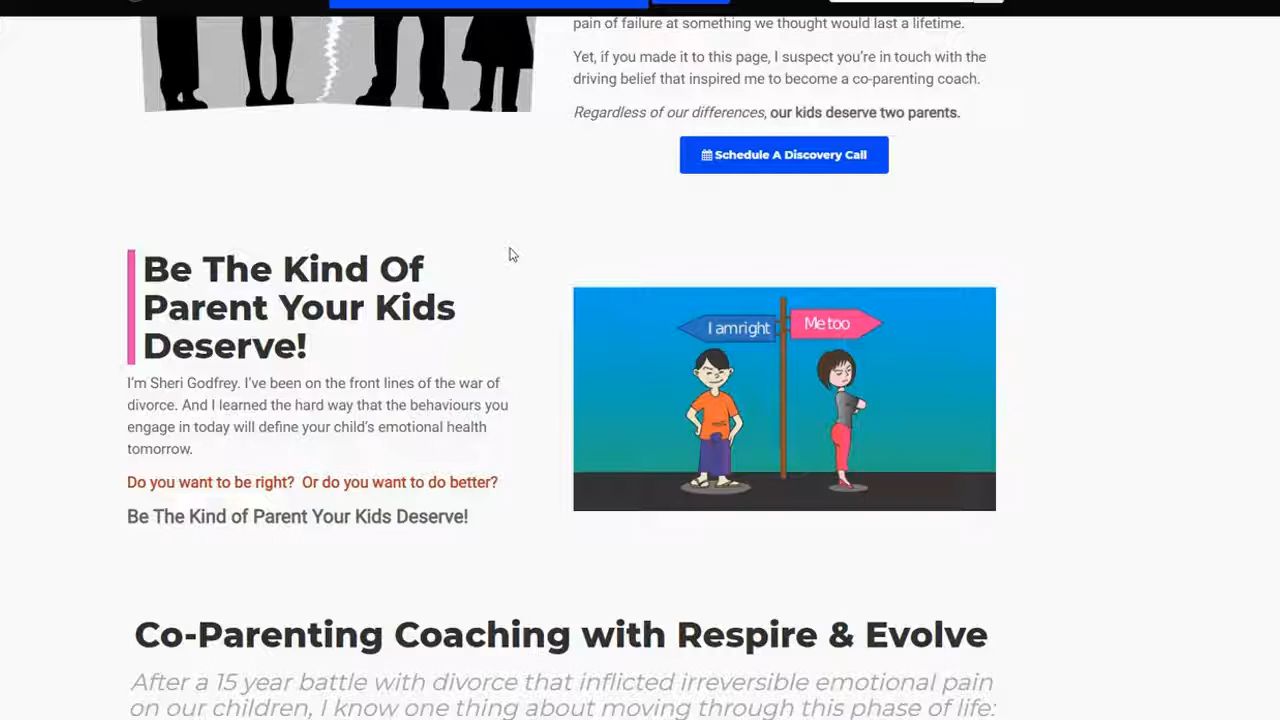 pain of failure at something we thought would last a lifetime.
Yet, if you made it to this page, I suspect you're in touch with the
driving belief that inspired me to become a co-parenting coach.
Regardless of our differences, our kids deserve two parents.
Schedule A Discovery Call
Be The Kind Of
Parent Your Kids
Deserve!
I'm Sheri Godfrey. I've been on the front lines of the war of
divorce. And I learned the hard way that the behaviours you
engage in today will define your child's emotional health
tomorrow.
Do you want to be right?  Or do you want to do better?
Be The Kind of Parent Your Kids Deserve!
I am right
Me too
Co-Parenting Coaching with Respire & Evolve
After a 15 year battle with divorce that inflicted irreversible emotional pain
on our children, I know one thing about moving through this phase of life: